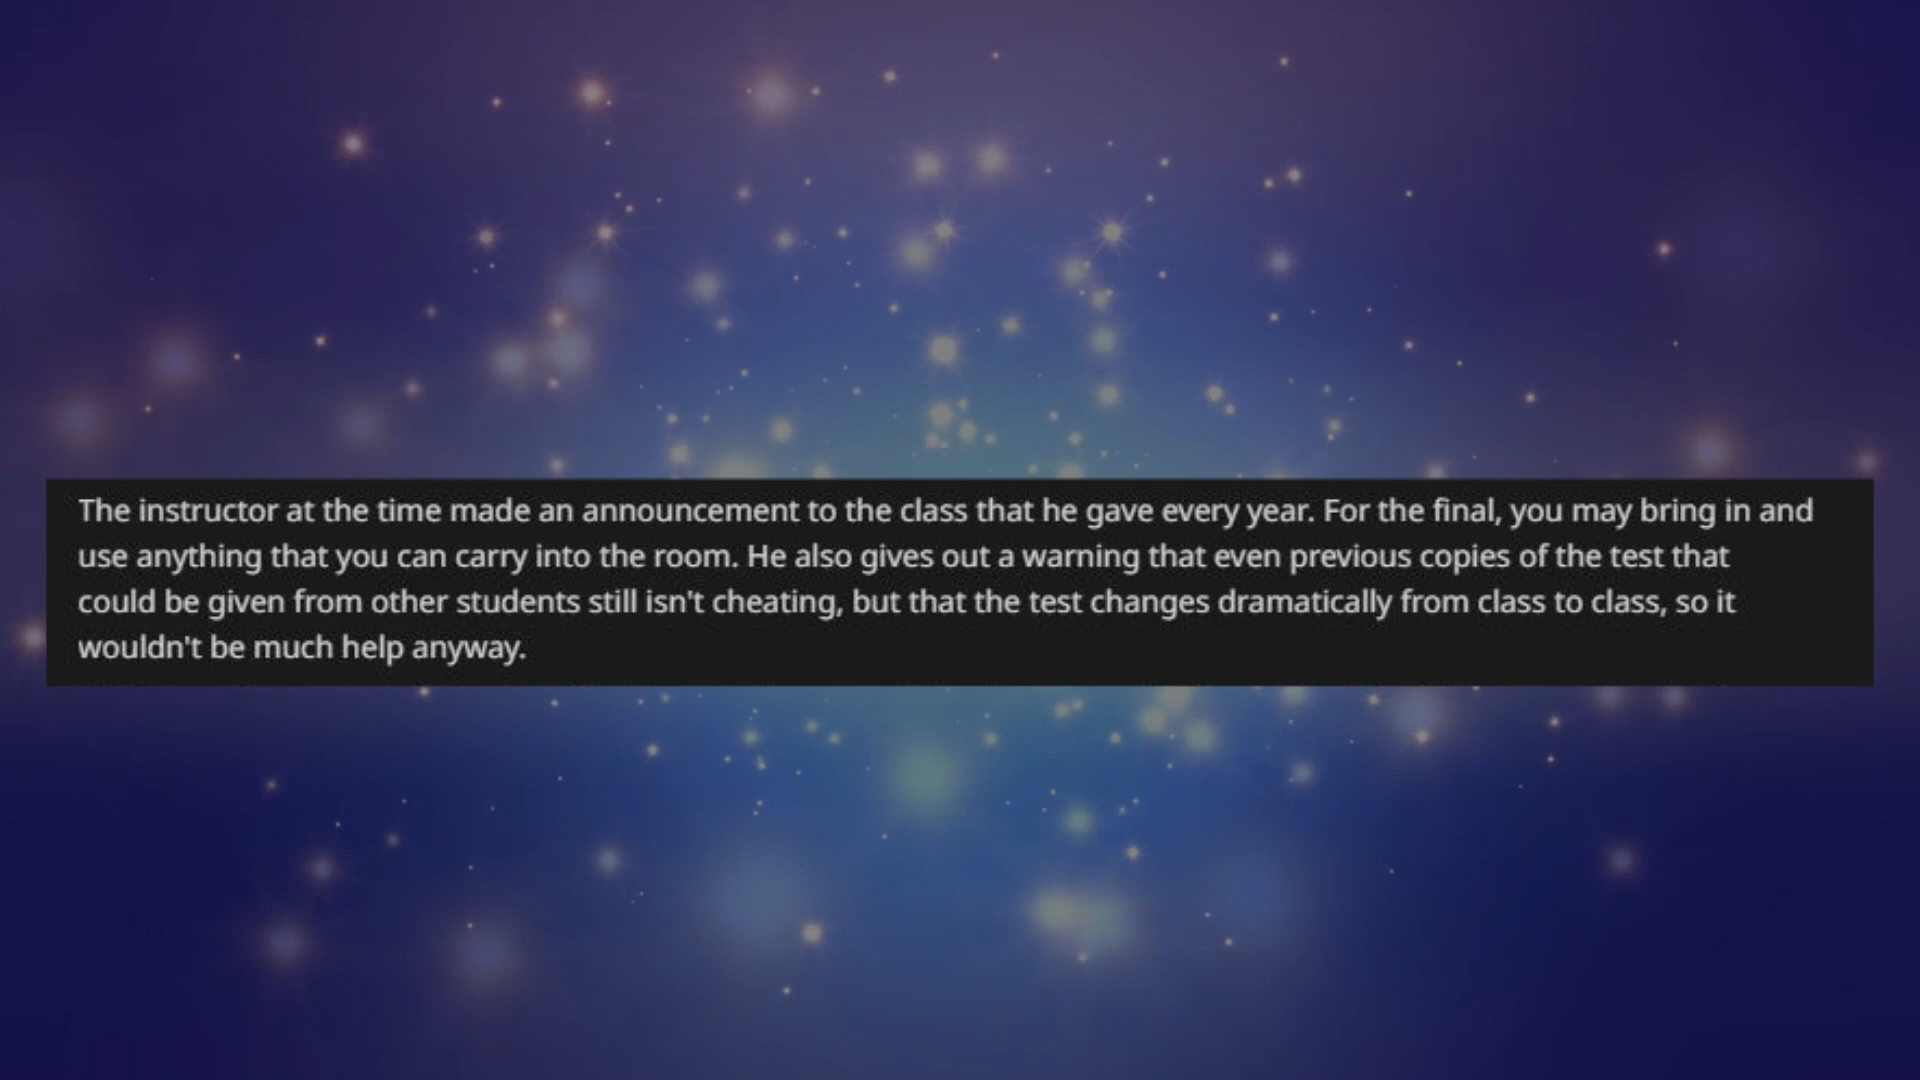 The instructor at the time made an announcement to the class that he gave every year. For the final, you may bring in and
use anything that you can carry into the room. He also gives out a warning that even previous copies of the test that
could be given from other students still isn't cheating, but that the test changes dramatically from class to class, so it
wouldn't be much help anyway.